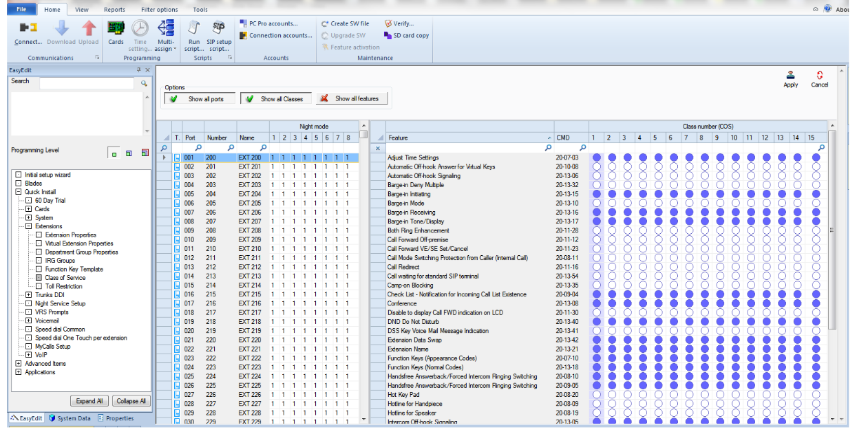 File Home View Reports Filter options Tools
Abou
Connect... Download Upload
Cards Time setting... Multi-assign
Run script... SIP setup script...
PC Pro accounts...
Connection accounts...
Create SW file
Upgrade SW
Feature activation
Verify...
SD card copy
Communications Programming Scripts Accounts Maintenance
EasyEdit
Search
Programming Level
Initial setup wizard
Blades
Quick Install
60 Day Trial
Cards
System
Extensions
Extension Properties
Virtual Extension Properties
Department Group Properties
IRG Groups
Function Key Template
Class of Service
Toll Restriction
Trunks DDI
Night Service Setup
VRS Prompts
Voicemail
Speed dial Common
Speed dial One Touch per extension
MyCalls Setup
VoIP
Advanced Items
Applications
Expand All Collapse All
EasyEdit System Data Properties
Options
Show all ports Show all Classes Show all features
Apply Cancel
Night mode
T. Port Number Name 1 2 3 4 5 6 7 8
001 200 EXT 200 1 1 1 1 1 1 1 1
002 201 EXT 201 1 1 1 1 1 1 1 1
003 202 EXT 202 1 1 1 1 1 1 1 1
004 203 EXT 203 1 1 1 1 1 1 1 1
005 204 EXT 204 1 1 1 1 1 1 1 1
006 205 EXT 205 1 1 1 1 1 1 1 1
007 206 EXT 206 1 1 1 1 1 1 1 1
008 207 EXT 207 1 1 1 1 1 1 1 1
009 208 EXT 208 1 1 1 1 1 1 1 1
010 209 EXT 209 1 1 1 1 1 1 1 1
011 210 EXT 210 1 1 1 1 1 1 1 1
012 211 EXT 211 1 1 1 1 1 1 1 1
013 212 EXT 212 1 1 1 1 1 1 1 1
014 213 EXT 213 1 1 1 1 1 1 1 1
015 214 EXT 214 1 1 1 1 1 1 1 1
016 215 EXT 215 1 1 1 1 1 1 1 1
017 216 EXT 216 1 1 1 1 1 1 1 1
018 217 EXT 217 1 1 1 1 1 1 1 1
019 218 EXT 218 1 1 1 1 1 1 1 1
020 219 EXT 219 1 1 1 1 1 1 1 1
021 220 EXT 220 1 1 1 1 1 1 1 1
022 221 EXT 221 1 1 1 1 1 1 1 1
023 222 EXT 222 1 1 1 1 1 1 1 1
024 223 EXT 223 1 1 1 1 1 1 1 1
025 224 EXT 224 1 1 1 1 1 1 1 1
026 225 EXT 225 1 1 1 1 1 1 1 1
027 226 EXT 226 1 1 1 1 1 1 1 1
028 227 EXT 227 1 1 1 1 1 1 1 1
029 228 EXT 228 1 1 1 1 1 1 1 1
030 229 EXT 229 1 1 1 1 1 1 1 1
Class number (COS)
Feature CMD 1 2 3 4 5 6 7 8 9 10 11 12 13 14 15
Adjust Time Settings 20-07-03
Automatic Off-hook Answer for Virtual Keys 20-10-08
Automatic Off-hook Signaling 20-13-06
Barge-in Deny Multiple 20-13-32
Barge-in Initiating 20-13-15
Barge-in Mode 20-13-10
Barge-in Receiving 20-13-16
Barge-in Tone/Display 20-13-17
Both Ring Enhancement 20-11-28
Call Forward Off-premise 20-11-12
Call Forward VE/SE Set/Cancel 20-11-23
Call Mode Switching Protection from Caller (Internal Call) 20-08-11
Call Redirect 20-11-16
Call waiting for standard SIP terminal 20-13-54
Camp-on Blocking 20-13-35
Check List - Notification for Incoming Call List Existence 20-09-04
Conference 20-13-08
Disable to display Call FWD indication on LCD 20-11-30
DND Do Not Disturb 20-13-40
DSS Key Voice Mail Message Indication 20-13-41
Extension Data Swap 20-13-42
Extension Name 20-13-21
Function Keys (Appearance Codes) 20-07-10
Function Keys (Normal Codes) 20-13-42
Handsfree Answerback/Forced Intercom Ringing Switching 20-08-10
Handsfree Answerback/Forced Intercom Ringing Switching 20-09-05
Hot Key Pad 20-08-20
Hotline for Handpiece 20-08-09
Hotline for Speaker 20-08-19
Intercom Off-hook Signaling 20-13-05